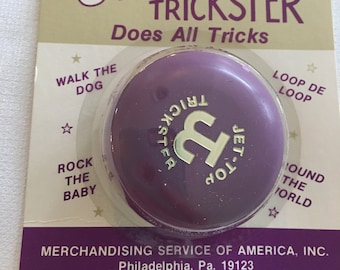 TRICKSTER
Does All Tricks
WALK THE
DOG
LOOP DE
LOOP
JET-TOP
TRICKSTER
ROCK
THE
BABY
THE
WORLD
MERCHANDISING SERVICE OF AMERICA, INC.
Philadelphia, Pa. 19123